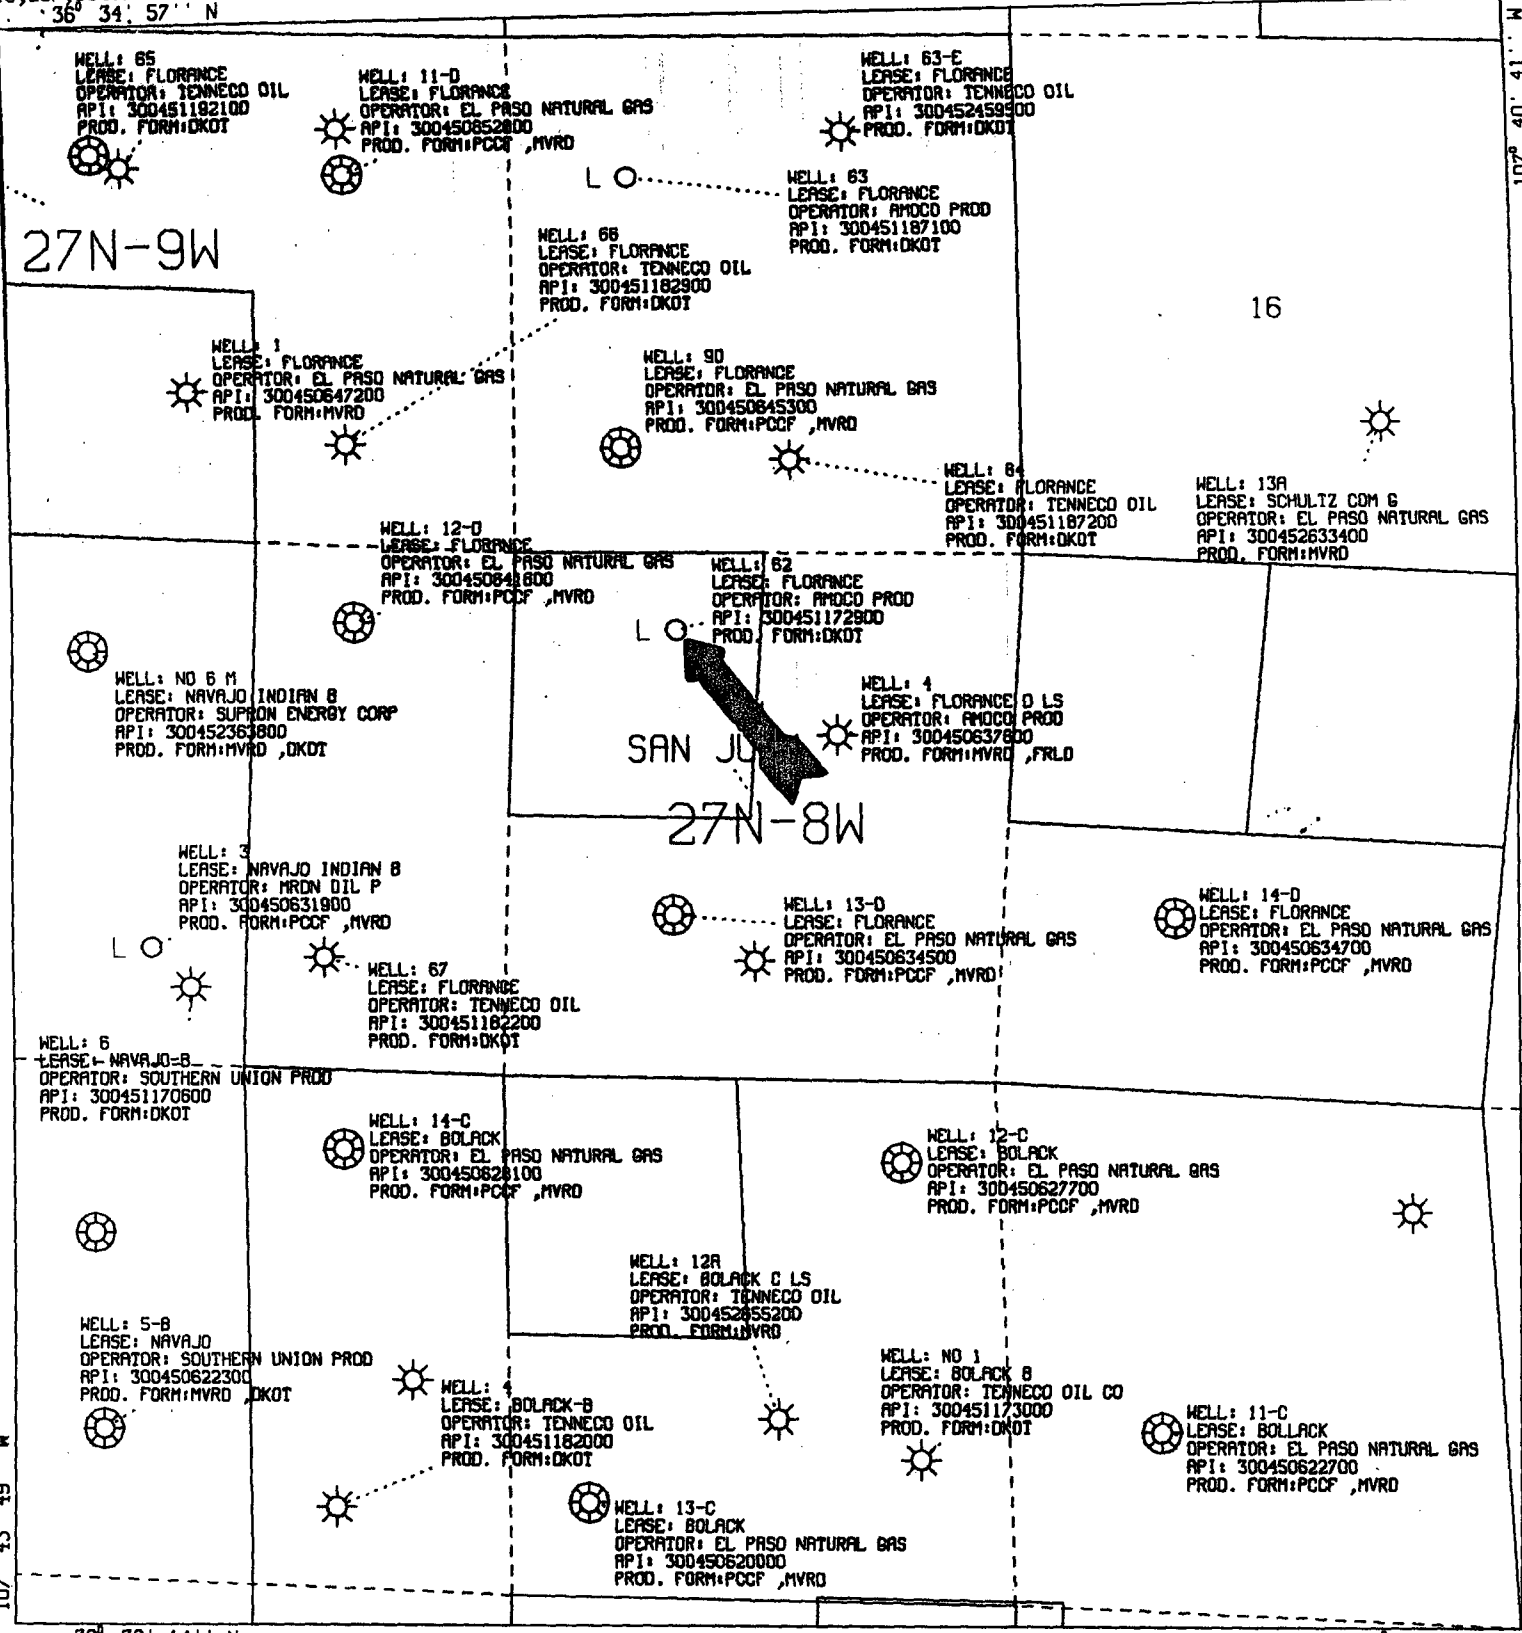 36° 34' 57'' N
WELL: 65
LEASE: FLORANCE
OPERATOR: TENNECO OIL
API: 300451192100
PROD. FORM:DKOT
WELL: 11-D
LEASE: FLORANCE
OPERATOR: EL PASO NATURAL GAS
API: 300450652800
PROD. FORM:PCCF ,MVRD
WELL: 63-E
LEASE: FLORANCE
OPERATOR: TENNECO OIL
API: 300452459900
PROD. FORM:DKOT
107° 40' 41'' W
L
WELL: 63
LEASE: FLORANCE
OPERATOR: AMOCO PROD
API: 300451187100
PROD. FORM:DKOT
27N-9W
WELL: 66
LEASE: FLORANCE
OPERATOR: TENNECO OIL
API: 300451182900
PROD. FORM:DKOT
16
WELL: 1
LEASE: FLORANCE
OPERATOR: EL PASO NATURAL GAS
API: 300450647200
PROD. FORM:MVRD
WELL: 9D
LEASE: FLORANCE
OPERATOR: EL PASO NATURAL GAS
API: 300450645300
PROD. FORM:PCCF ,MVRD
WELL: 64
LEASE: FLORANCE
OPERATOR: TENNECO OIL
API: 300451187200
PROD. FORM:DKOT
WELL: 13A
LEASE: SCHULTZ COM G
OPERATOR: EL PASO NATURAL GAS
API: 300452633400
PROD. FORM:MVRD
WELL: 12-D
LEASE: FLORANCE
OPERATOR: EL PASO NATURAL GAS
API: 300450641600
PROD. FORM:PCCF ,MVRD
WELL: 62
LEASE: FLORANCE
OPERATOR: AMOCO PROD
API: 300451172900
PROD. FORM:DKOT
L
WELL: NO 6 M
LEASE: NAVAJO INDIAN B
OPERATOR: SUPRON ENERGY CORP
API: 300452363800
PROD. FORM:MVRD ,DKOT
WELL: 4
LEASE: FLORANCE D LS
OPERATOR: AMOCO PROD
API: 300450637600
PROD. FORM:MVRD ,FRLD
SAN JU
27N-8W
WELL: 3
LEASE: NAVAJO INDIAN B
OPERATOR: MRDN OIL P
API: 300450631900
PROD. FORM:PCCF ,MVRD
L
WELL: 13-D
LEASE: FLORANCE
OPERATOR: EL PASO NATURAL GAS
API: 300450634500
PROD. FORM:PCCF ,MVRD
WELL: 14-D
LEASE: FLORANCE
OPERATOR: EL PASO NATURAL GAS
API: 300450634700
PROD. FORM:PCCF ,MVRD
WELL: 67
LEASE: FLORANCE
OPERATOR: TENNECO OIL
API: 300451182200
PROD. FORM:DKOT
WELL: 6
LEASE: NAVAJO-B
OPERATOR: SOUTHERN UNION PROD
API: 300451170600
PROD. FORM:DKOT
WELL: 14-C
LEASE: BOLACK
OPERATOR: EL PASO NATURAL GAS
API: 300450628100
PROD. FORM:PCCF ,MVRD
WELL: 12-C
LEASE: BOLACK
OPERATOR: EL PASO NATURAL GAS
API: 300450627700
PROD. FORM:PCCF ,MVRD
WELL: 12A
LEASE: BOLACK C LS
OPERATOR: TENNECO OIL
API: 300452655200
PROD. FORM:MVRD
WELL: 5-B
LEASE: NAVAJO
OPERATOR: SOUTHERN UNION PROD
API: 300450622300
PROD. FORM:MVRD ,DKOT
WELL: 4
LEASE: BOLACK-B
OPERATOR: TENNECO OIL
API: 300451182000
PROD. FORM:DKOT
WELL: NO 1
LEASE: BOLACK B
OPERATOR: TENNECO OIL CO
API: 300451173000
PROD. FORM:DKOT
WELL: 11-C
LEASE: BOLLACK
OPERATOR: EL PASO NATURAL GAS
API: 300450622700
PROD. FORM:PCCF ,MVRD
WELL: 13-C
LEASE: BOLACK
OPERATOR: EL PASO NATURAL GAS
API: 300450620000
PROD. FORM:PCCF ,MVRD